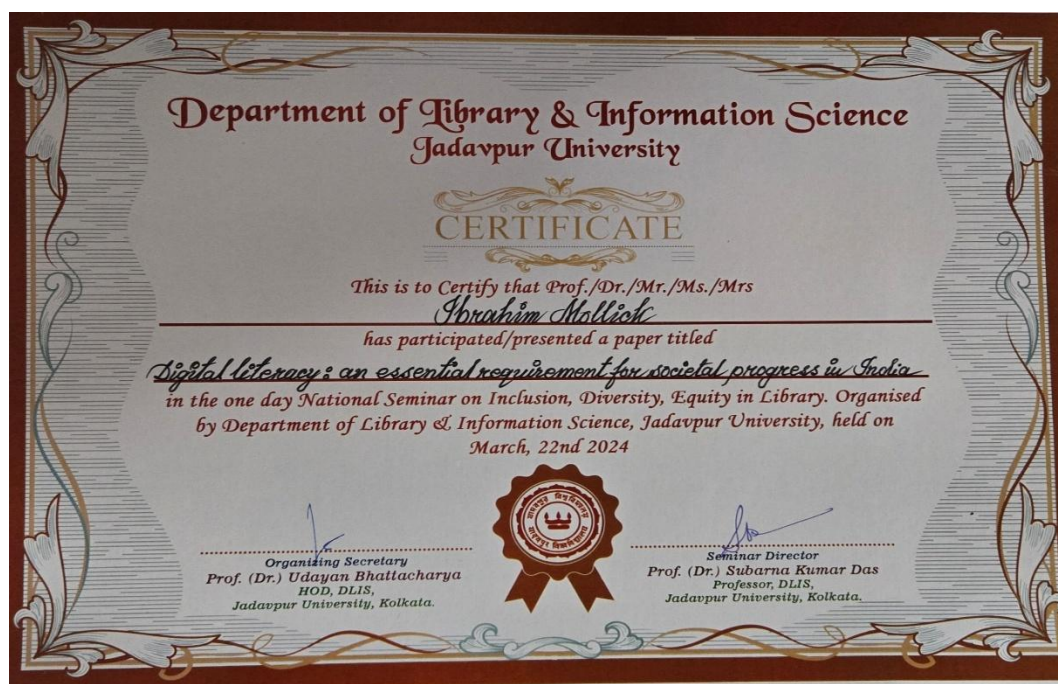 Department of Library & Information Science
Jadavpur University
CERTIFICATE
This is to Certify that Prof./Dr./Mr./Ms./Mrs
Ibrahim Mollick
has participated/presented a paper titled
Digital literacy: an essential requirement for societal progress in India
in the one day National Seminar on Inclusion, Diversity, Equity in Library. Organised
by Department of Library & Information Science, Jadavpur University, held on
March, 22nd 2024
Organizing Secretary
Prof. (Dr.) Udayan Bhattacharya
HOD, DLIS,
Jadavpur University, Kolkata.
Seminar Director
Prof. (Dr.) Subarna Kumar Das
Professor, DLIS,
Jadavpur University, Kolkata.